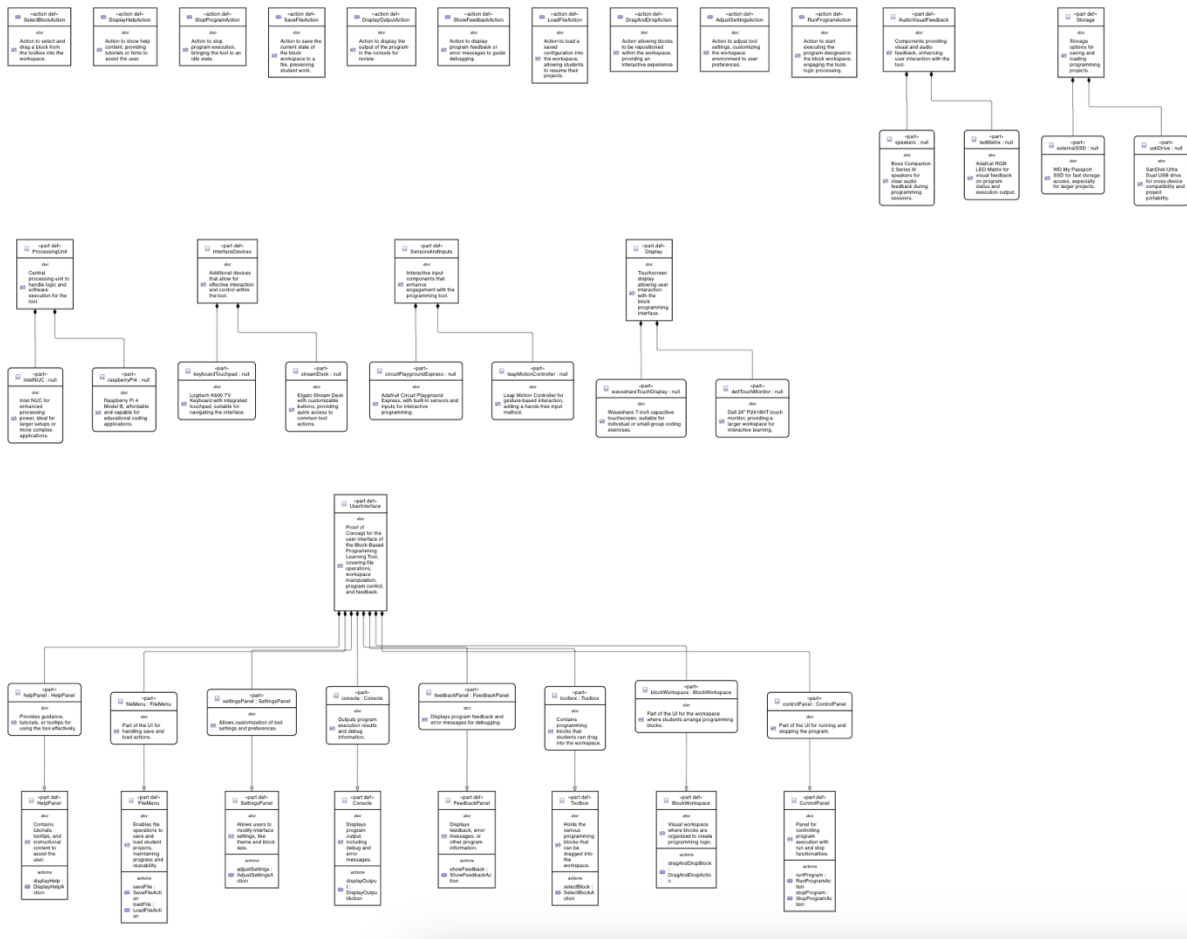 «action def»
SelectBlockAction
doc
Action to select and
drag a block from
the toolbox into the
workspace.
«action def»
DisplayHelpAction
doc
Action to show help
content, providing
tutorials or hints to
assist the user.
«action def»
StopProgramAction
doc
Action to stop
program execution,
bringing the tool to an
idle state.
«action def»
SaveFileAction
doc
Action to save the
current state of
the block
workspace to a
file, preserving
student work.
«action def»
DisplayOutputAction
doc
Action to display the
output of the program
in the console for
review.
«action def»
ShowFeedbackAction
doc
Action to display
program feedback or
error messages to guide
debugging.
«action def»
LoadFileAction
doc
Action to load a
saved
configuration into
the workspace,
allowing students
to resume their
projects.
«action def»
DragAndDropAction
doc
Action allowing blocks
to be repositioned
within the workspace,
providing an
interactive experience.
«action def»
AdjustSettingsAction
doc
Action to adjust tool
settings, customizing the
workspace environment
to user preferences.
«action def»
RunProgramAction
doc
Action to start
executing the
program designed in
the block workspace,
engaging the tools
logic processing.
«part def»
AudioVisualFeedback
doc
Components providing
visual and audio
feedback, enhancing
user interaction with the
tool.
«part def»
Storage
doc
Storage
options for
saving and
loading
programming
projects.
«part»
speakers : null
doc
Bose Companion
2 Series III
speakers for
clear audio
feedback during
programming
sessions.
«part»
ledMatrix : null
doc
Adafruit RGB
LED Matrix for
visual feedback
on program
status and
execution output.
«part»
externalSSD : null
doc
WD My Passport
SSD for fast storage
access, especially
for larger projects.
«part»
usbDrive : null
doc
SanDisk Ultra
Dual USB drive
for cross-device
compatibility and
project
portability.
«part def»
ProcessingUnit
doc
Central
processing unit to
handle logic and
software
execution for the
tool.
«part def»
InterfaceDevices
doc
Additional devices
that allow for
effective interaction
and control within
the tool.
«part def»
SensorsAndInputs
doc
Interactive input
components that
enhance
engagement with the
programming tool.
«part def»
Display
doc
Touchscreen
display
allowing user
interaction
with the
block
programming
interface.
«part»
intelNUC : null
doc
Intel NUC for
enhanced
processing
power, ideal for
larger setups or
more complex
applications.
«part»
raspberryPi4 : null
doc
Raspberry Pi 4
Model B, affordable
and capable for
educational coding
applications.
«part»
keyboardTouchpad : null
doc
Logitech K600 TV
Keyboard with integrated
touchpad, suitable for
navigating the interface.
«part»
streamDeck : null
doc
Elgato Stream Deck
with customizable
buttons, providing
quick access to
common tool
actions.
«part»
circuitPlaygroundExpress : null
doc
Adafruit Circuit Playground
Express, with built-in sensors
and inputs for interactive
programming.
«part»
leapMotionController : null
doc
Leap Motion Controller for
gesture-based interaction,
adding a hands-free input
method.
«part»
waveshareTouchDisplay : null
doc
Waveshare 7-inch capacitive
touchscreen, suitable for
individual or small-group coding
exercises.
«part»
dellTouchMonitor : null
doc
Dell 24" P2418HT touch
monitor, providing a
larger workspace for
interactive learning.
«part def»
UserInterface
doc
Proof of
Concept for the
user interface of
the Block-Based
Programming
Learning Tool,
covering file
operations,
workspace
manipulation,
program control,
and feedback.
«part»
helpPanel : HelpPanel
doc
Provides guidance,
tutorials, or tooltips for
using the tool effectively.
«part»
fileMenu : FileMenu
doc
Part of the UI for
handling save and
load actions.
«part»
settingsPanel : SettingsPanel
doc
Allows customization of tool
settings and preferences.
«part»
console : Console
doc
Outputs program
execution results
and debug
information.
«part»
feedbackPanel : FeedbackPanel
doc
Displays program feedback and
error messages for debugging.
«part»
toolbox : Toolbox
doc
Contains
programming
blocks that
students can drag
into the workspace.
«part»
blockWorkspace : BlockWorkspace
doc
Part of the UI for the workspace
where students arrange programming
blocks.
«part»
controlPanel : ControlPanel
doc
Part of the UI for running and
stopping the program.
«part def»
HelpPanel
doc
Contains
tutorials,
tooltips, and
instructional
content to
assist the
user.
actions
displayHelp :
DisplayHelpA
ction
«part def»
FileMenu
doc
Enables file
operations to
save and
load student
projects,
maintaining
progress and
reusability.
actions
saveFile :
SaveFileActi
on
loadFile :
LoadFileActi
on
«part def»
SettingsPanel
doc
Allows users to
modify interface
settings, like
theme and block
size.
actions
adjustSettings :
AdjustSettingsA
ction
«part def»
Console
doc
Displays
program
output,
including
debug and
error
messages.
actions
displayOutpu
t :
DisplayOutpu
tAction
«part def»
FeedbackPanel
doc
Displays
feedback, error
messages, or
other program
information.
actions
showFeedback :
ShowFeedbackAc
tion
«part def»
Toolbox
doc
Holds the
various
programming
blocks that
can be
dragged into
the
workspace.
actions
selectBlock :
SelectBlockA
ction
«part def»
BlockWorkspace
doc
Visual workspace
where blocks are
organized to create
programming logic.
actions
dragAndDropBlock
:
DragAndDropActio
n
«part def»
ControlPanel
doc
Panel for
controlling
program
execution with
run and stop
functionalities.
actions
runProgram :
RunProgramAc
tion
stopProgram :
StopProgramAc
tion